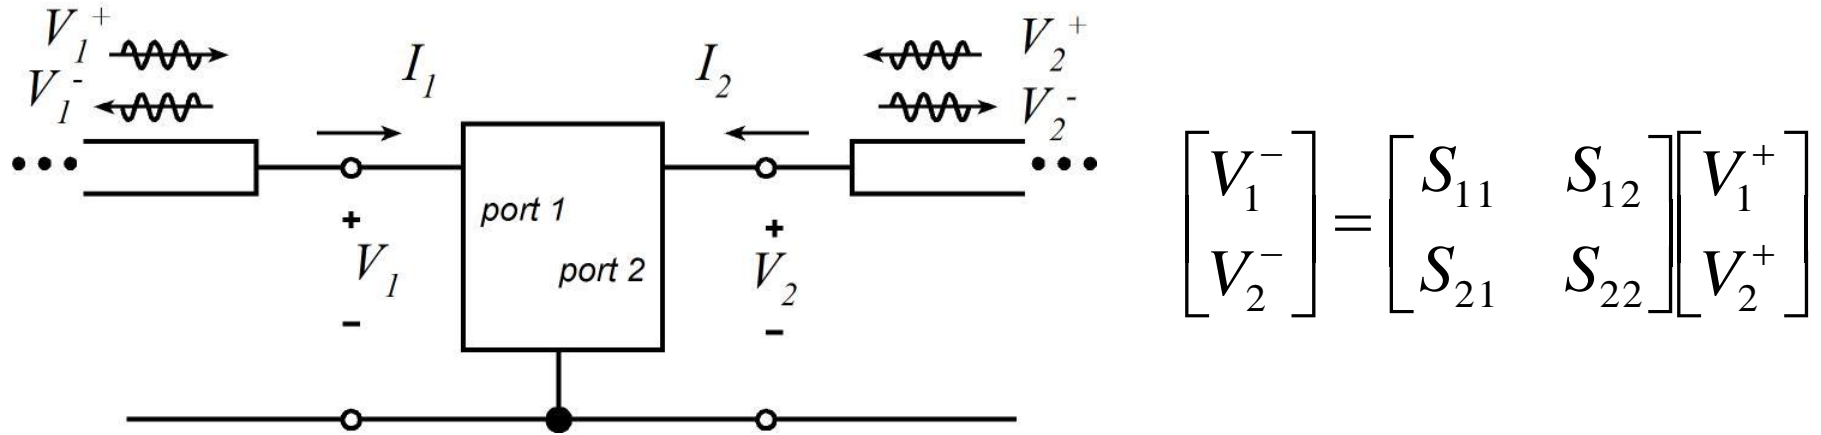 V₁⁺
V₁⁻
I₁
I₂
V₂⁺
V₂⁻
port 1
port 2
+
V₁
-
+
V₂
-
[V₁⁻] = [S₁₁ S₁₂] [V₁⁺]
[V₂⁻] [S₂₁ S₂₂] [V₂⁺]